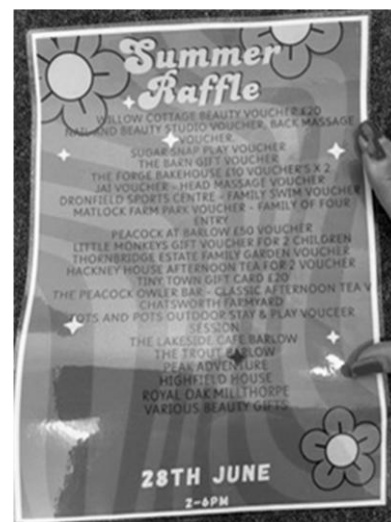 Summer
Raffle
WILLOW COTTAGE BEAUTY VOUCHER £20
NAIL AND BEAUTY STUDIO VOUCHER, BACK MASSAGE
VOUCHER.
SUGAR SNAP PLAY VOUCHER
THE BARN GIFT VOUCHER
THE FORGE BAKEHOUSE £10 VOUCHER'S X 2
JAI VOUCHER - HEAD MASSAGE VOUCHER
DRONFIELD SPORTS CENTRE - FAMILY SWIM VOUCHER
MATLOCK FARM PARK VOUCHER - FAMILY OF FOUR
ENTRY
PEACOCK AT BARLOW £50 VOUCHER
LITTLE MONKEYS GIFT VOUCHER FOR 2 CHILDREN
THORNBRIDGE ESTATE FAMILY GARDEN VOUCHER
HACKNEY HOUSE AFTERNOON TEA FOR 2 VOUCHER
TINY TOWN GIFT CARD £20
THE PEACOCK OWLER BAR - CLASSIC AFTERNOON TEA V
CHATSWORTH FARMYARD
TOTS AND POTS OUTDOOR STAY & PLAY VOUCEER
SESSION
THE LAKESIDE CAFE BARLOW
THE TROUT BARLOW
PEAK ADVENTURE
HIGHFIELD HOUSE
ROYAL OAK MILLTHORPE
VARIOUS BEAUTY GIFTS
28TH JUNE
2-6PM